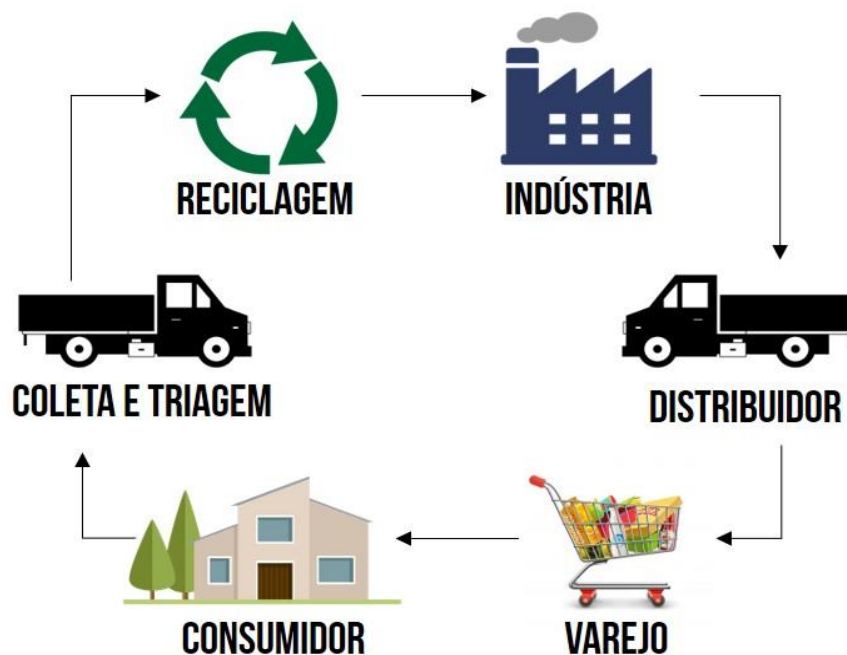 RECICLAGEM
INDÚSTRIA
COLETA E TRIAGEM
DISTRIBUIDOR
CONSUMIDOR
VAREJO